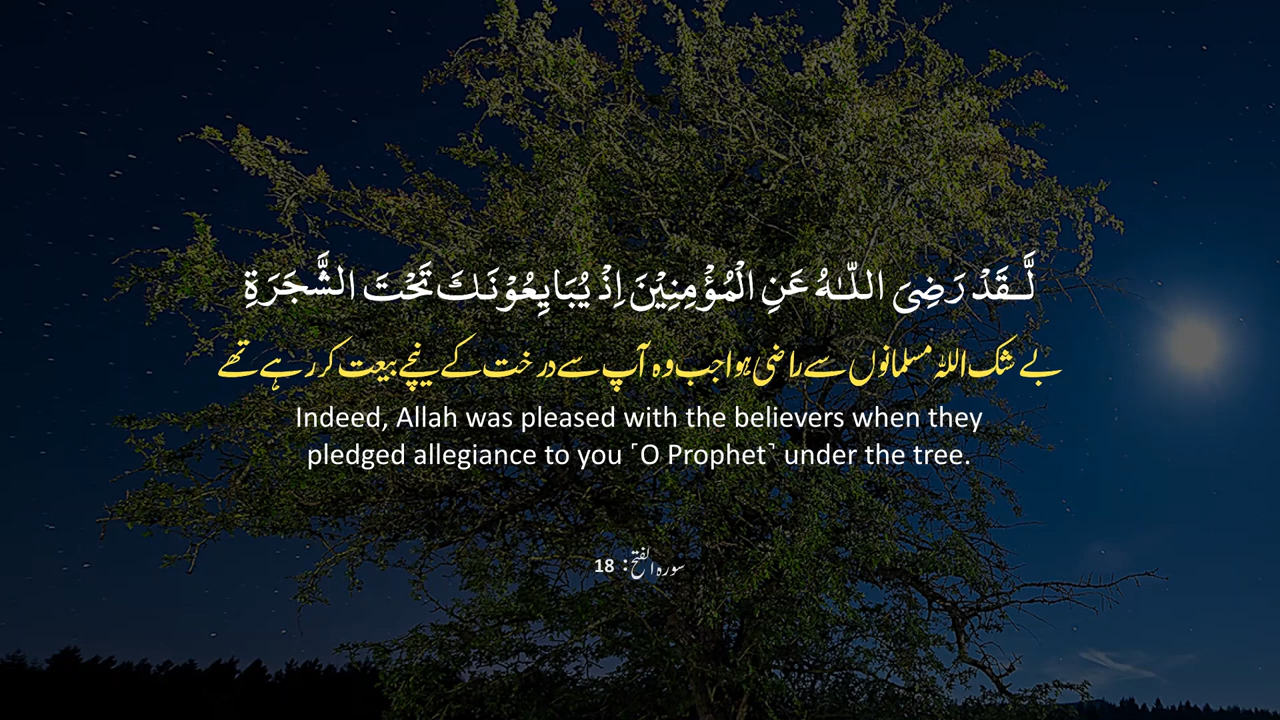 لَّـقَدْ رَضِىَ اللّٰهُ عَنِ الْمُؤْمِنِيْنَ اِذْ يُبَايِعُوْنَكَ تَحْتَ الشَّجَرَةِ
بے شک اللہ مسلمانوں سے راضی ہوا جب وہ آپ سے درخت کے نیچے بیعت کر رہے تھے
Indeed, Allah was pleased with the believers when they
pledged allegiance to you ˹O Prophet˺ under the tree.
سورہ الفتح: 18